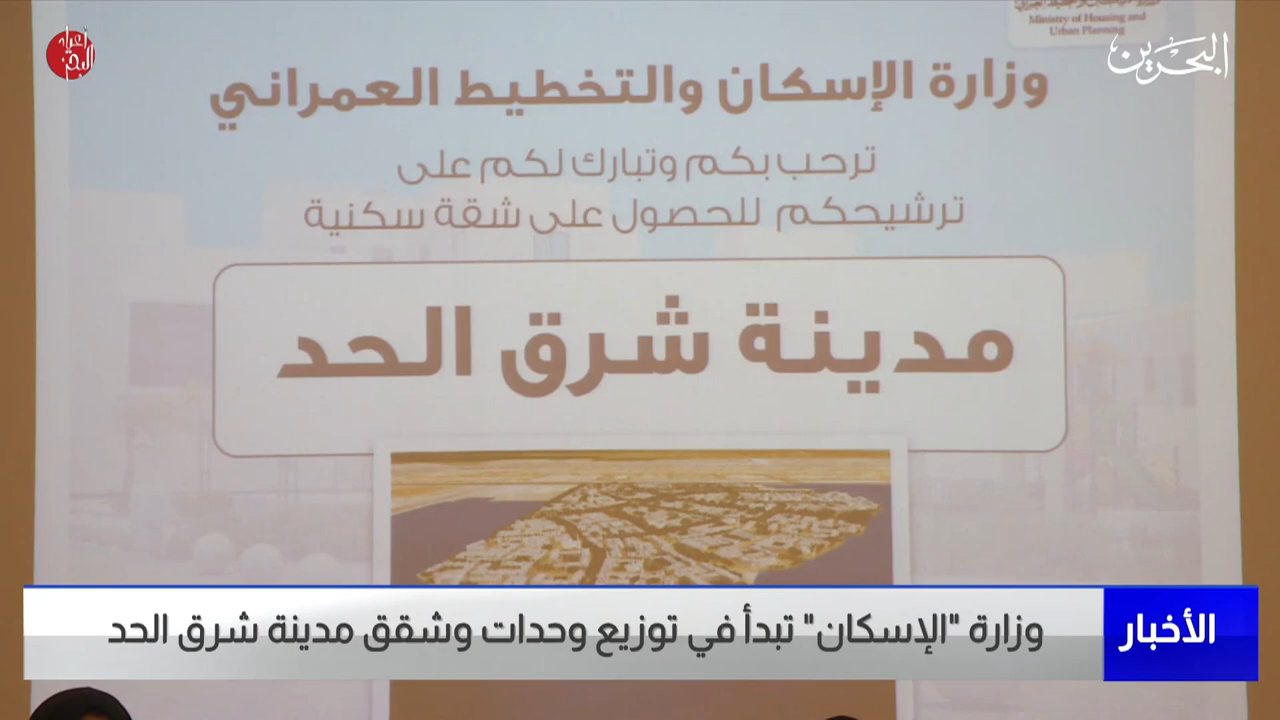 Ministry of Housing and
Urban Planning
البحرين
وزارة الإسكان والتخطيط العمراني
ترحب بكم وتبارك لكم على
ترشيحكم للحصول على شقة سكنية
مدينة شرق الحد
الأخبار
وزارة "الإسكان" تبدأ في توزيع وحدات وشقق مدينة شرق الحد